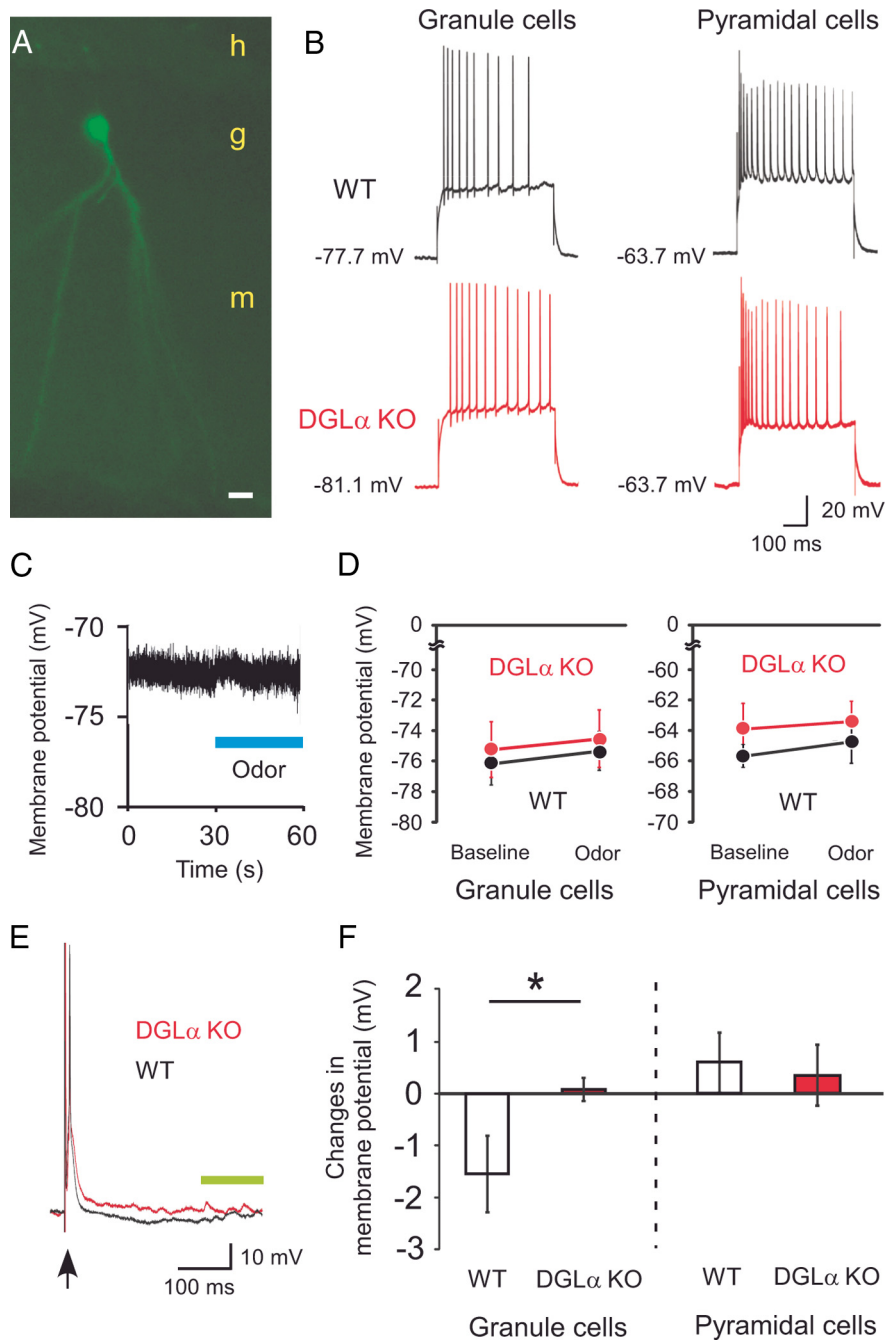 A
h
g
m
B
Granule cells
Pyramidal cells
WT
-77.7 mV
-63.7 mV
DGLα KO
-81.1 mV
-63.7 mV
20 mV
100 ms
C
Membrane potential (mV)
-70
-75
-80
Odor
0
30
60
Time (s)
D
Membrane potential (mV)
0
-70
-72
-74
-76
-78
-80
DGLα KO
WT
Baseline
Odor
Granule cells
0
-60
-62
-64
-66
-68
-70
DGLα KO
WT
Baseline
Odor
Pyramidal cells
E
DGLα KO
WT
10 mV
100 ms
F
Changes in
membrane potential (mV)
2
1
0
-1
-2
-3
*
WT
DGLα KO
WT
DGLα KO
Granule cells
Pyramidal cells